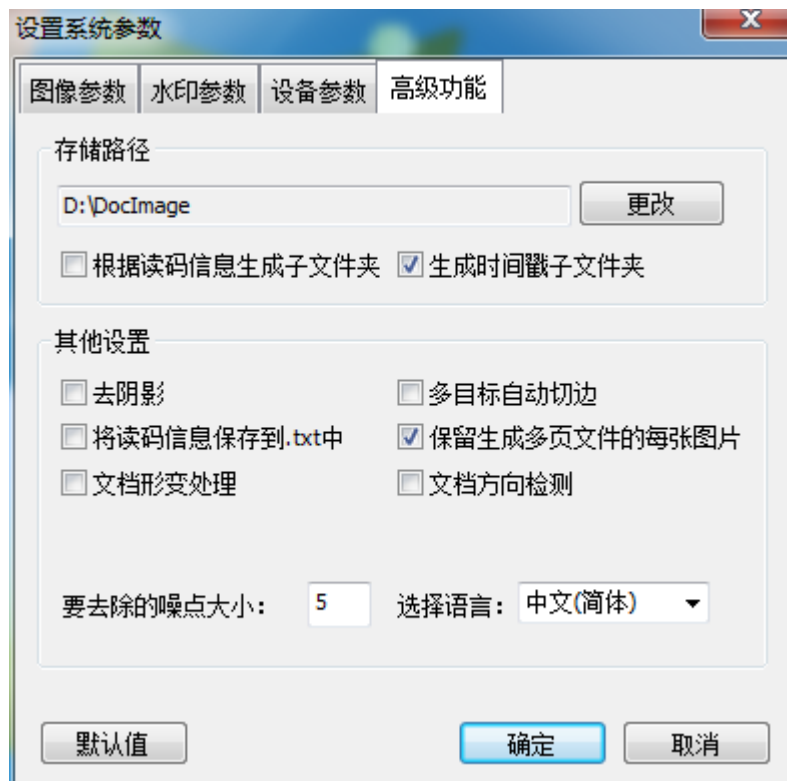 设置系统参数
图像参数 水印参数 设备参数 高级功能
存储路径
D:\DocImage 更改
根据读码信息生成子文件夹 生成时间戳子文件夹
其他设置
去阴影 多目标自动切边
将读码信息保存到.txt中 保留生成多页文件的每张图片
文档形变处理 文档方向检测
要去除的噪点大小： 5 选择语言： 中文(简体)
默认值 确定 取消